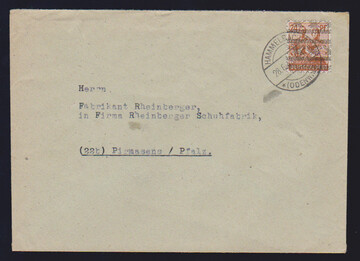 Herrn.
Fabrikant Rheinberger,
in Firma Rheinberger Schuhfabrik,
(22b) Pirmasens / Pfalz.